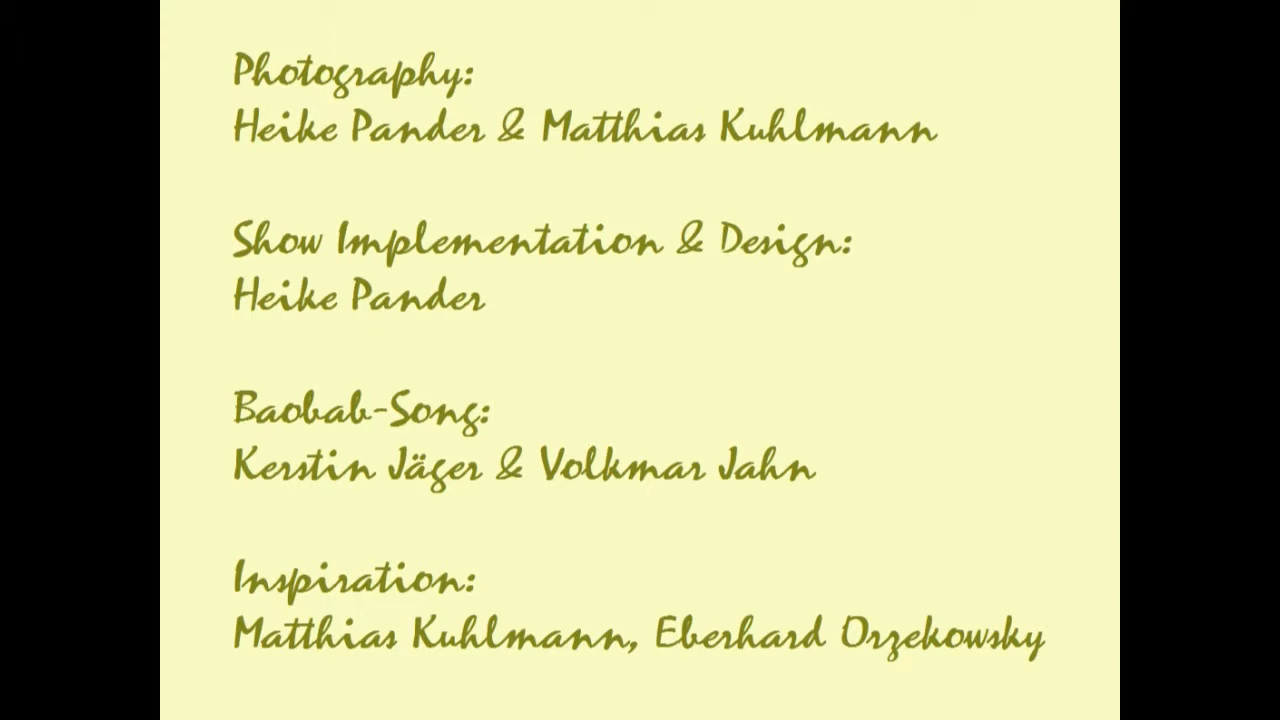 Photography:
Heike Pander & Matthias Kuhlmann
Show Implementation & Design:
Heike Pander
Baobab-Song:
Kerstin Jäger & Volkmar Jahn
Inspiration:
Matthias Kuhlmann, Eberhard Orzekowsky